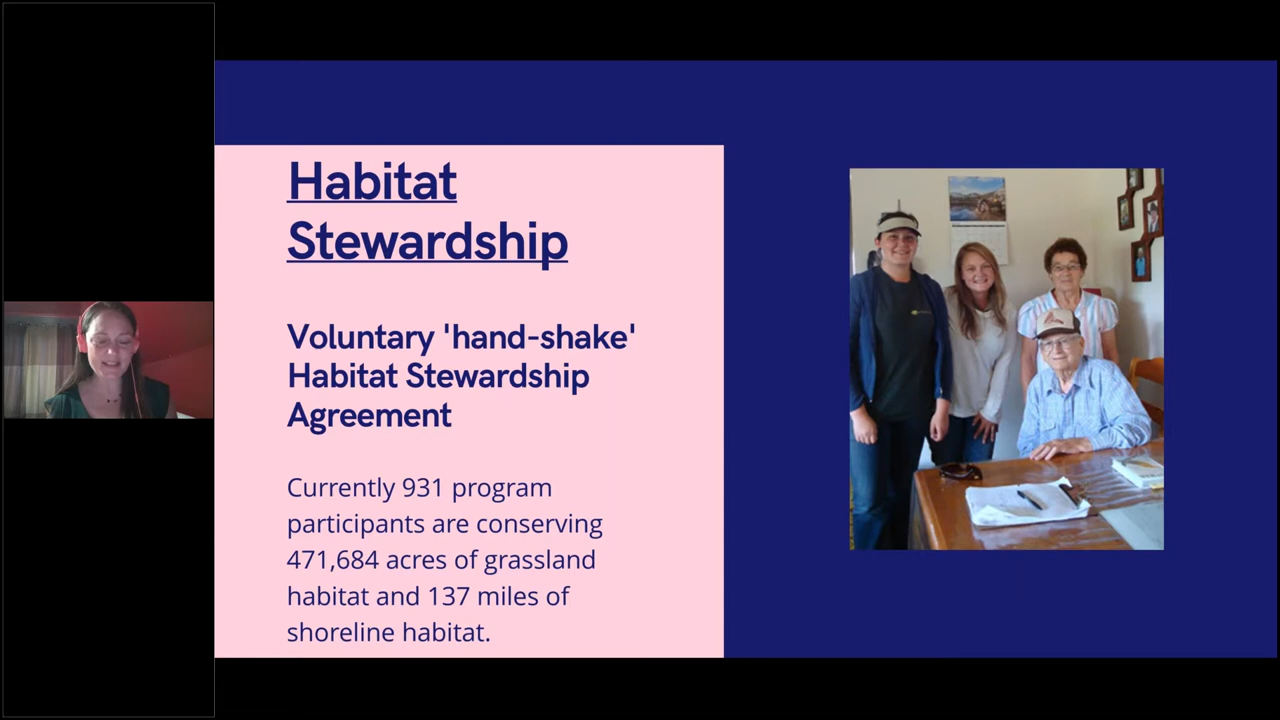 Habitat
Stewardship
Voluntary 'hand-shake'
Habitat Stewardship
Agreement
Currently 931 program
participants are conserving
471,684 acres of grassland
habitat and 137 miles of
shoreline habitat.